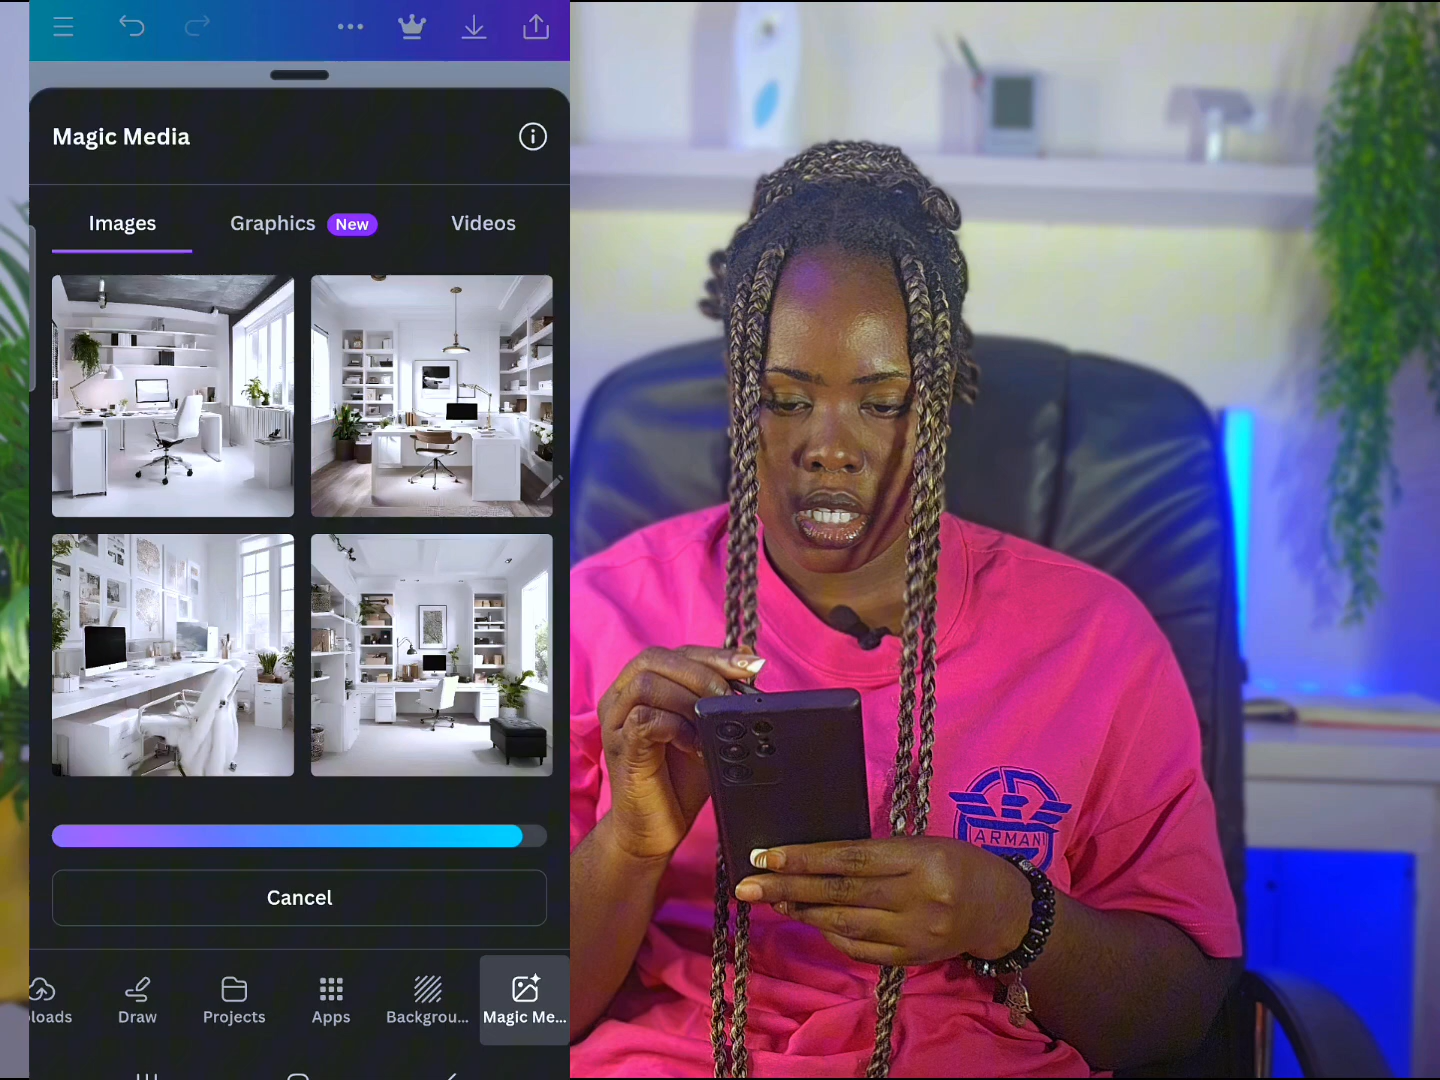 Magic Media
Images
Graphics
New
Videos
Cancel
loads
Draw
Projects
Apps
Backgrou...
Magic Me...
ARMANI